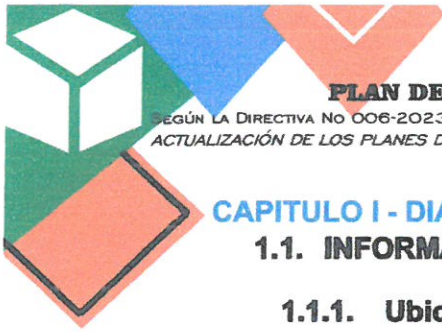 PLAN DE
SEGÚN LA DIRECTIVA No 006-2023
ACTUALIZACIÓN DE LOS PLANES D
CAPITULO I - DIA
1.1. INFORMA
1.1.1. Ubic